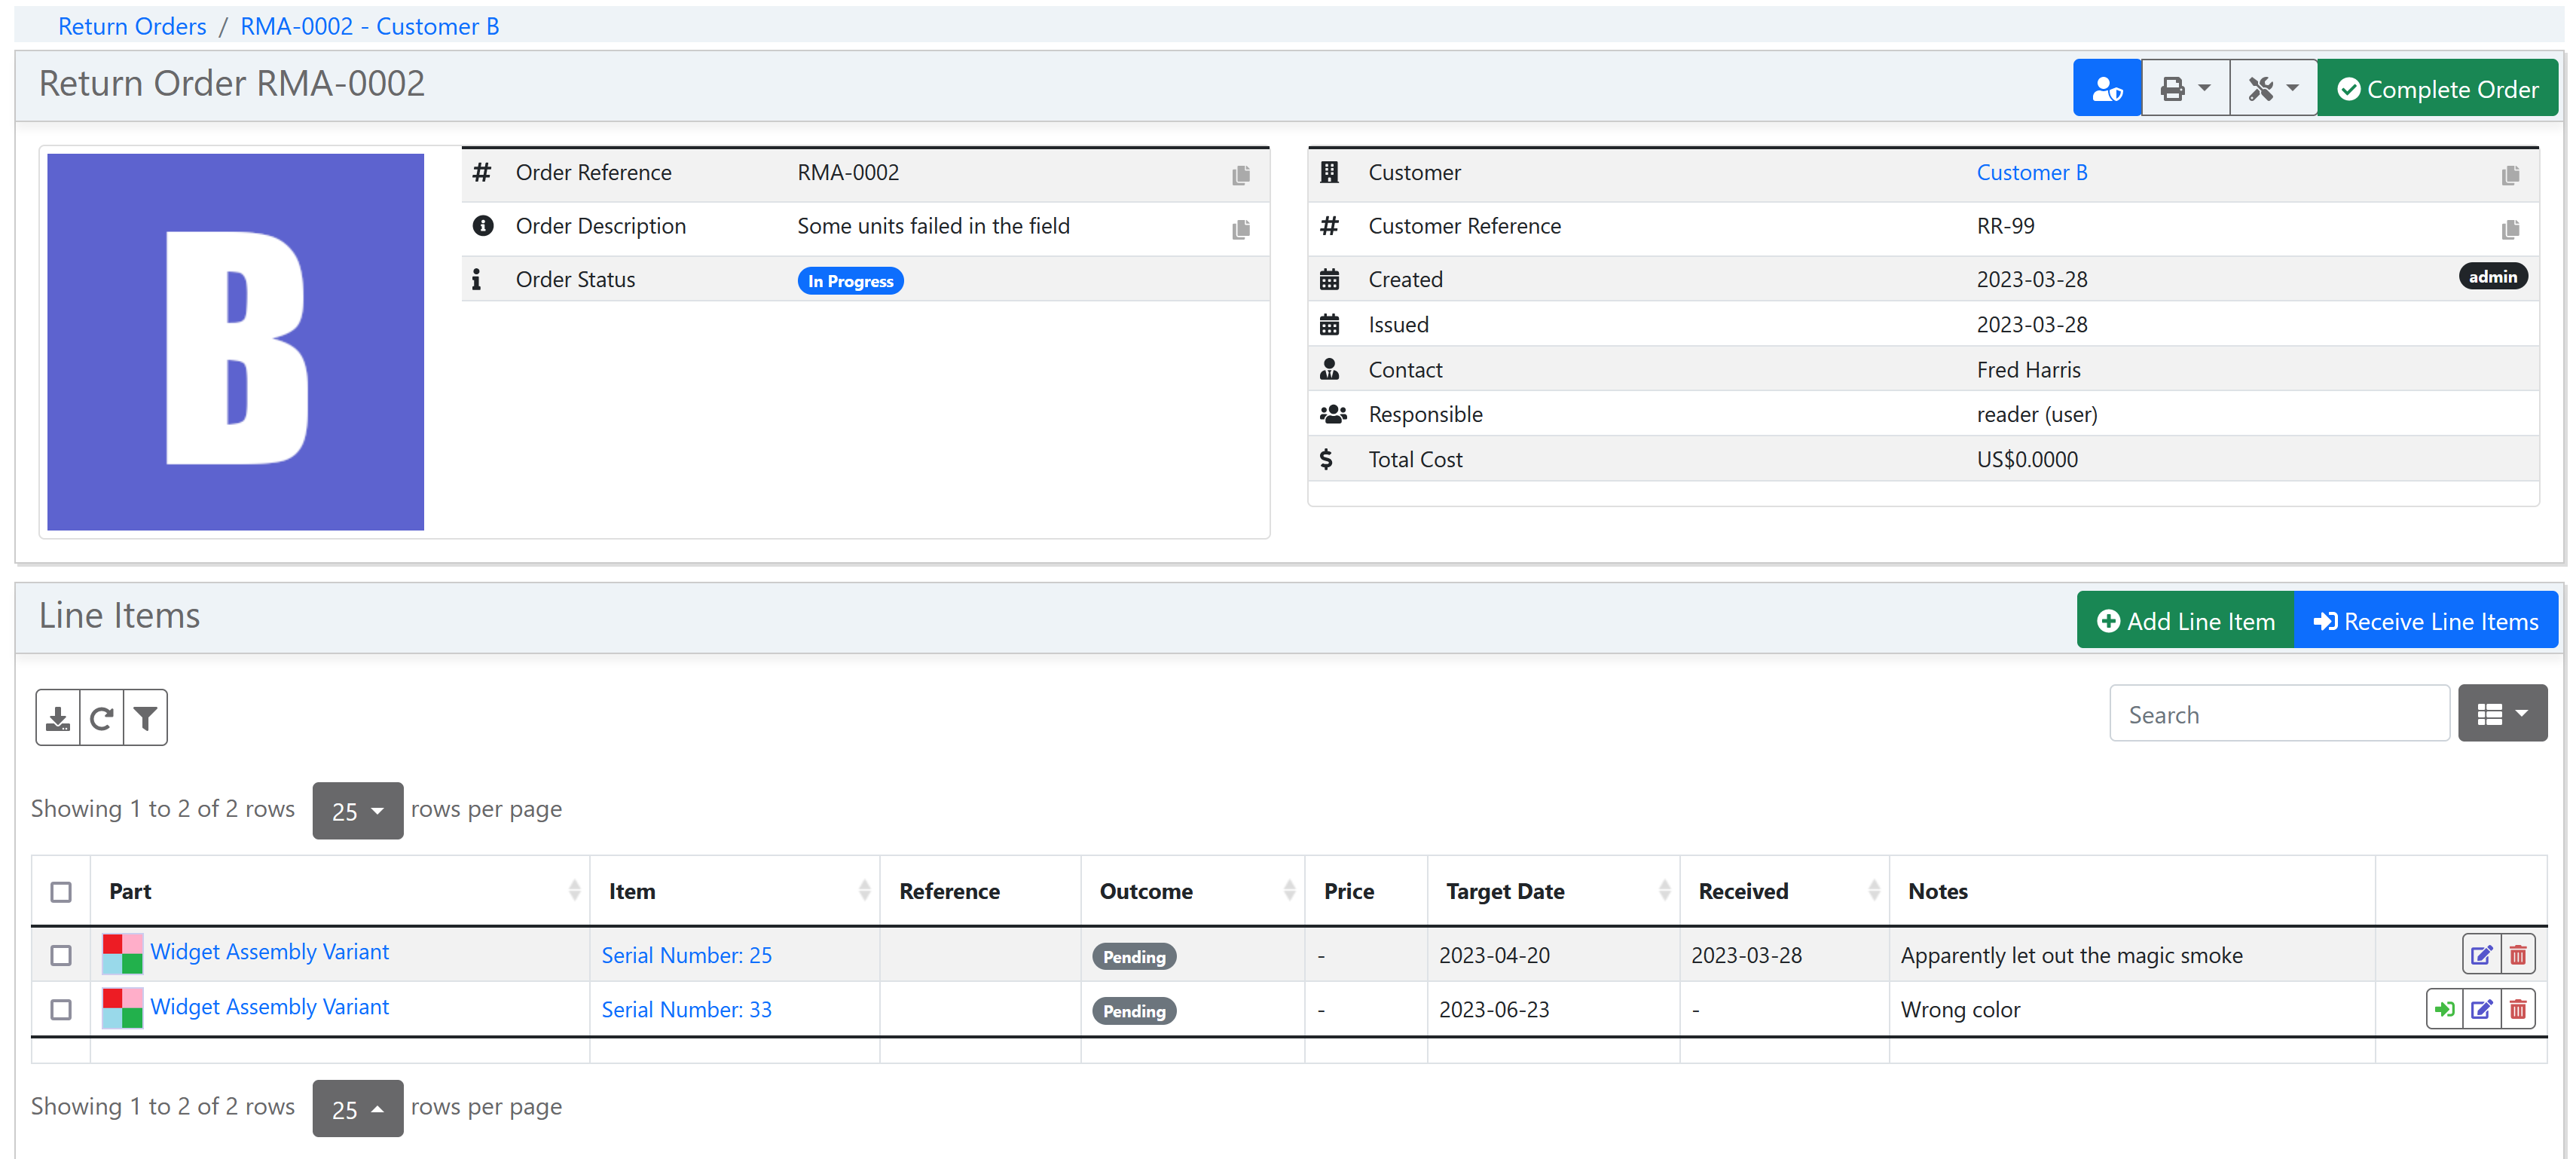 Return Orders / RMA-0002 - Customer B
Return Order RMA-0002
Complete Order
B
Order Reference RMA-0002
Order Description Some units failed in the field
Order Status In Progress
Customer Customer B
Customer Reference RR-99
Created 2023-03-28 admin
Issued 2023-03-28
Contact Fred Harris
Responsible reader (user)
Total Cost US$0.0000
Line Items
Add Line Item Receive Line Items
Search
Showing 1 to 2 of 2 rows 25 rows per page
Part Item Reference Outcome Price Target Date Received Notes
Widget Assembly Variant Serial Number: 25 Pending - 2023-04-20 2023-03-28 Apparently let out the magic smoke
Widget Assembly Variant Serial Number: 33 Pending - 2023-06-23 - Wrong color
Showing 1 to 2 of 2 rows 25 rows per page